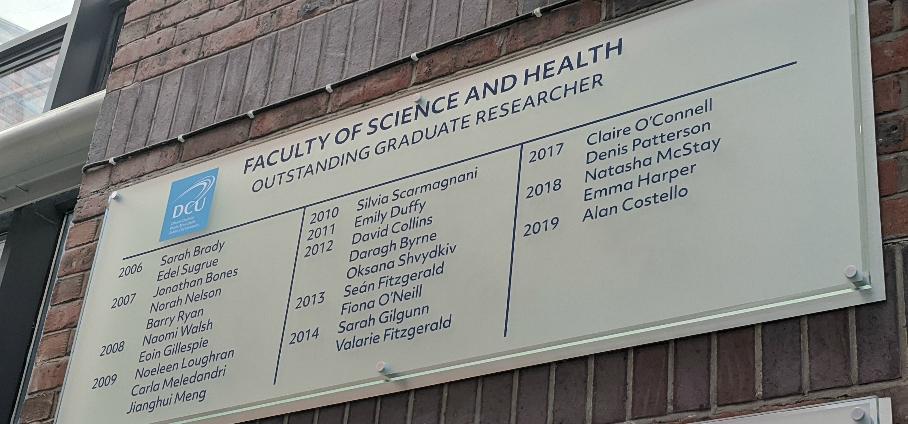 FACULTY OF SCIENCE AND HEALTH
OUTSTANDING GRADUATE RESEARCHER
DCU
2006 Sarah Brady
Edel Sugrue
2007 Jonathan Bones
Norah Nelson
Barry Ryan
2008 Naomi Walsh
Eoin Gillespie
2009 Noeleen Loughran
Carla Meledandri
Jianghui Meng
2010 Silvia Scarmagnani
2011 Emily Duffy
2012 David Collins
Daragh Byrne
Oksana Shvydkiv
2013 Seán Fitzgerald
Fiona O'Neill
2014 Sarah Gilgunn
Valarie Fitzgerald
2017 Claire O'Connell
Denis Patterson
2018 Natasha McStay
Emma Harper
2019 Alan Costello